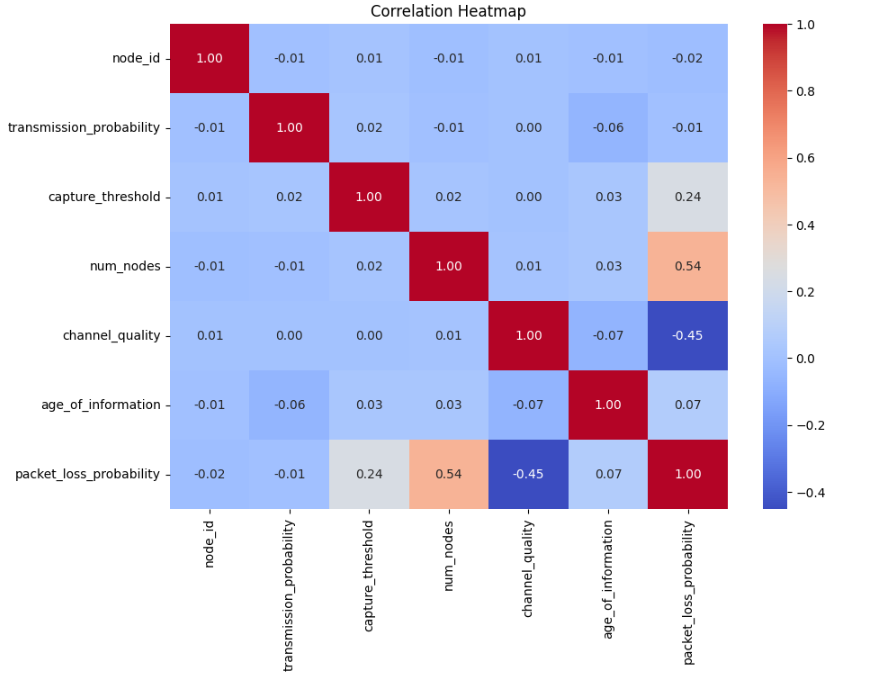 Correlation Heatmap
node_id 1.00 -0.01 0.01 -0.01 0.01 -0.01 -0.02
transmission_probability -0.01 1.00 0.02 -0.01 0.00 -0.06 -0.01
capture_threshold 0.01 0.02 1.00 0.02 0.00 0.03 0.24
num_nodes -0.01 -0.01 0.02 1.00 0.01 0.03 0.54
channel_quality 0.01 0.00 0.00 0.01 1.00 -0.07 -0.45
age_of_information -0.01 -0.06 0.03 0.03 -0.07 1.00 0.07
packet_loss_probability -0.02 -0.01 0.24 0.54 -0.45 0.07 1.00
node_id
transmission_probability
capture_threshold
num_nodes
channel_quality
age_of_information
packet_loss_probability
1.0
0.8
0.6
0.4
0.2
0.0
−0.2
−0.4